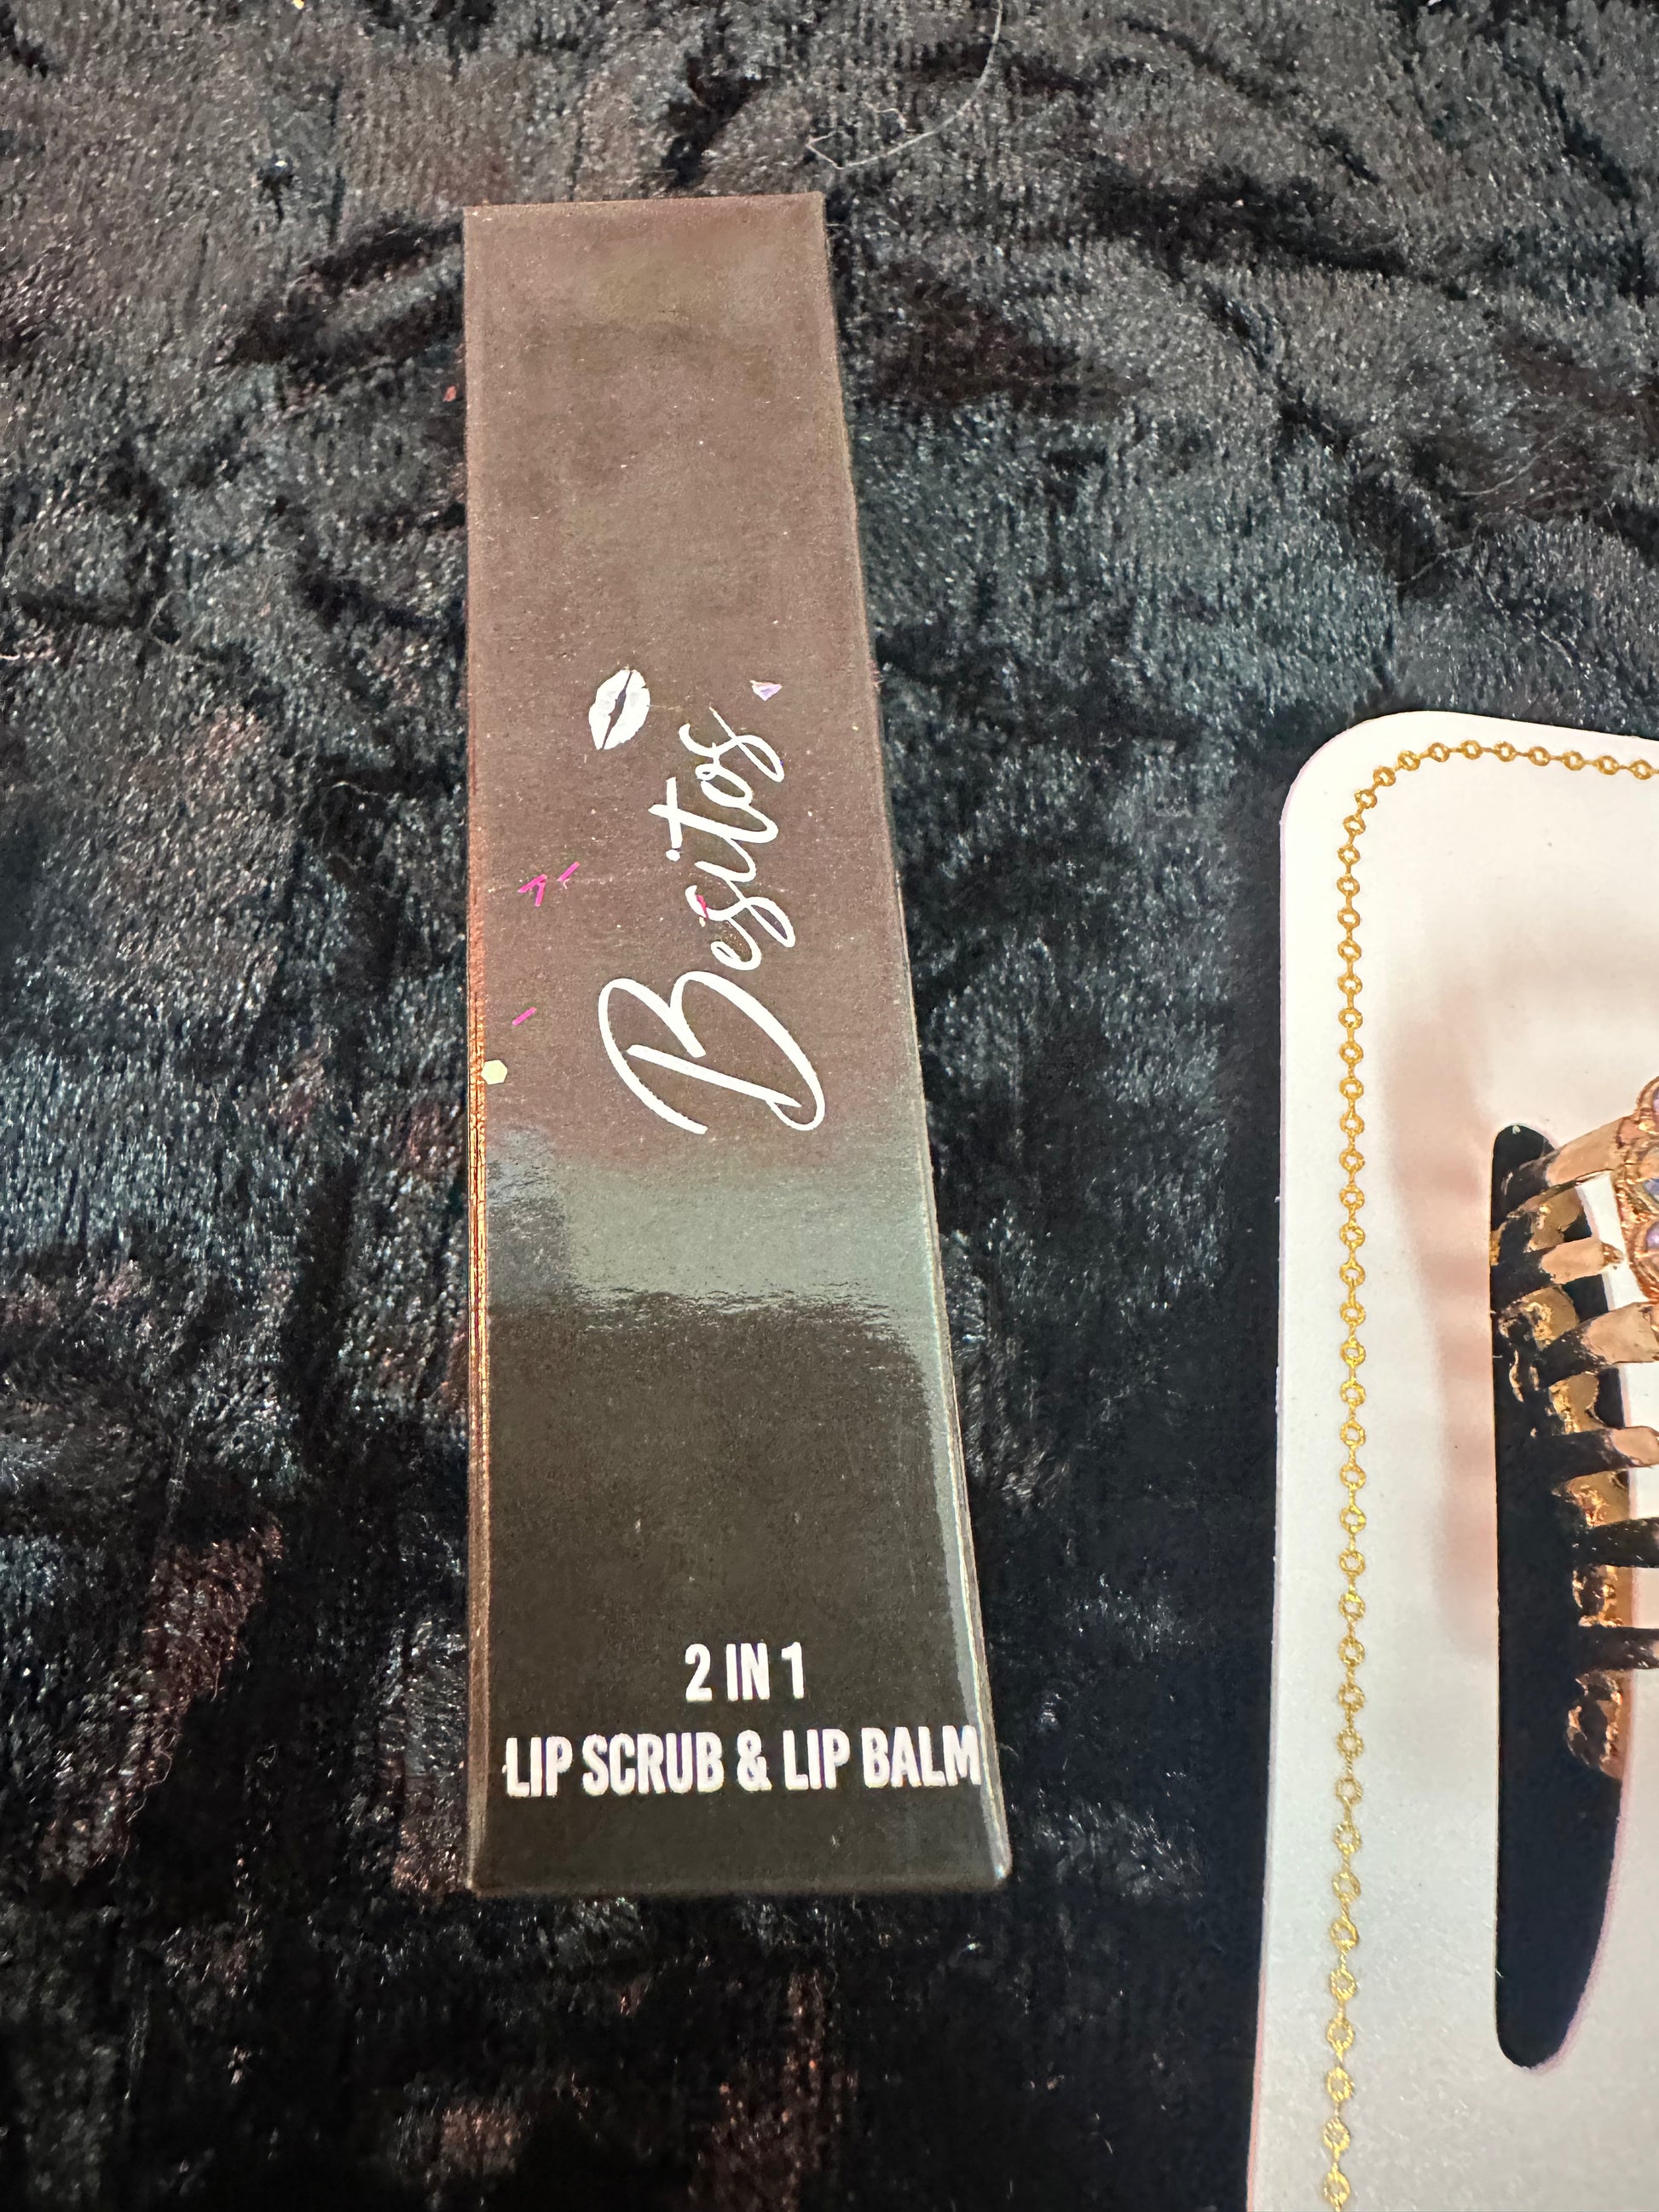 Besitos
2 IN 1
LIP SCRUB & LIP BALM